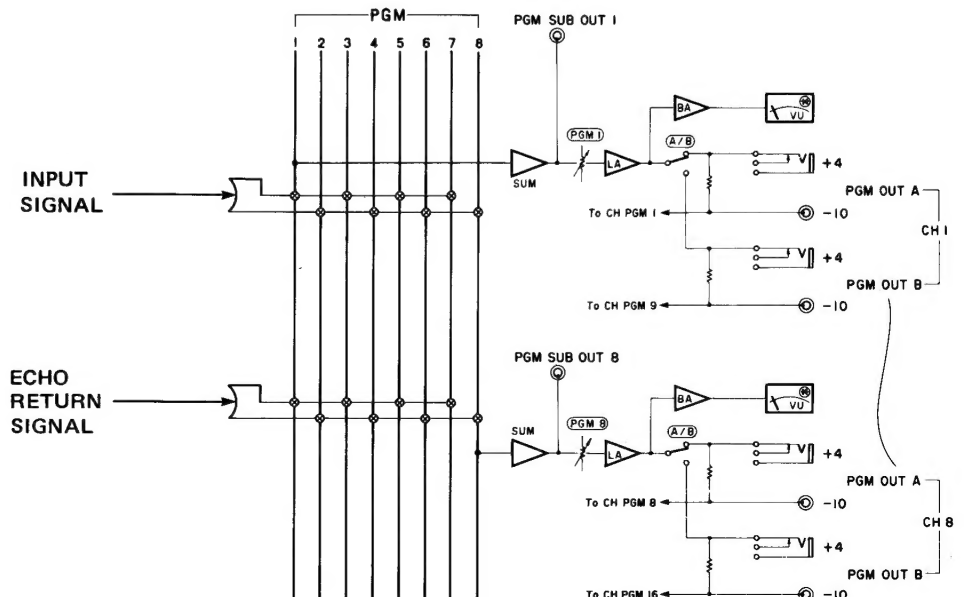 PGM
1 2 3 4 5 6 7 8
PGM SUB OUT 1
BA
VU
PGM 1
A/B
LA
SUM
+4
INPUT
SIGNAL
PGM OUT A
To CH PGM 1
-10
CH 1
+4
PGM OUT B
To CH PGM 9
-10
PGM SUB OUT 8
ECHO
RETURN
SIGNAL
BA
VU
SUM
PGM 8
A/B
LA
+4
PGM OUT A
To CH PGM 8
-10
CH 8
+4
PGM OUT B
To CH PGM 16
-10